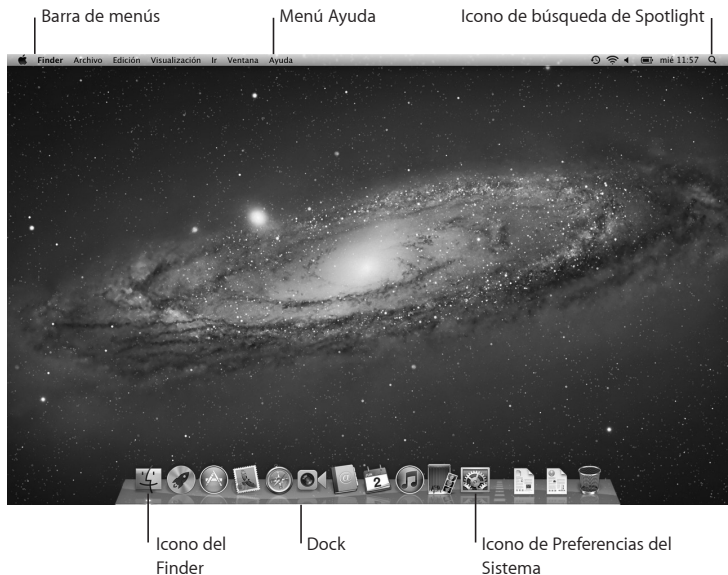 Barra de menús
Menú Ayuda
Icono de búsqueda de Spotlight
Finder Archivo Edición Visualización Ir Ventana Ayuda
mié 11:57
2
Icono del
Finder
Dock
Icono de Preferencias del
Sistema